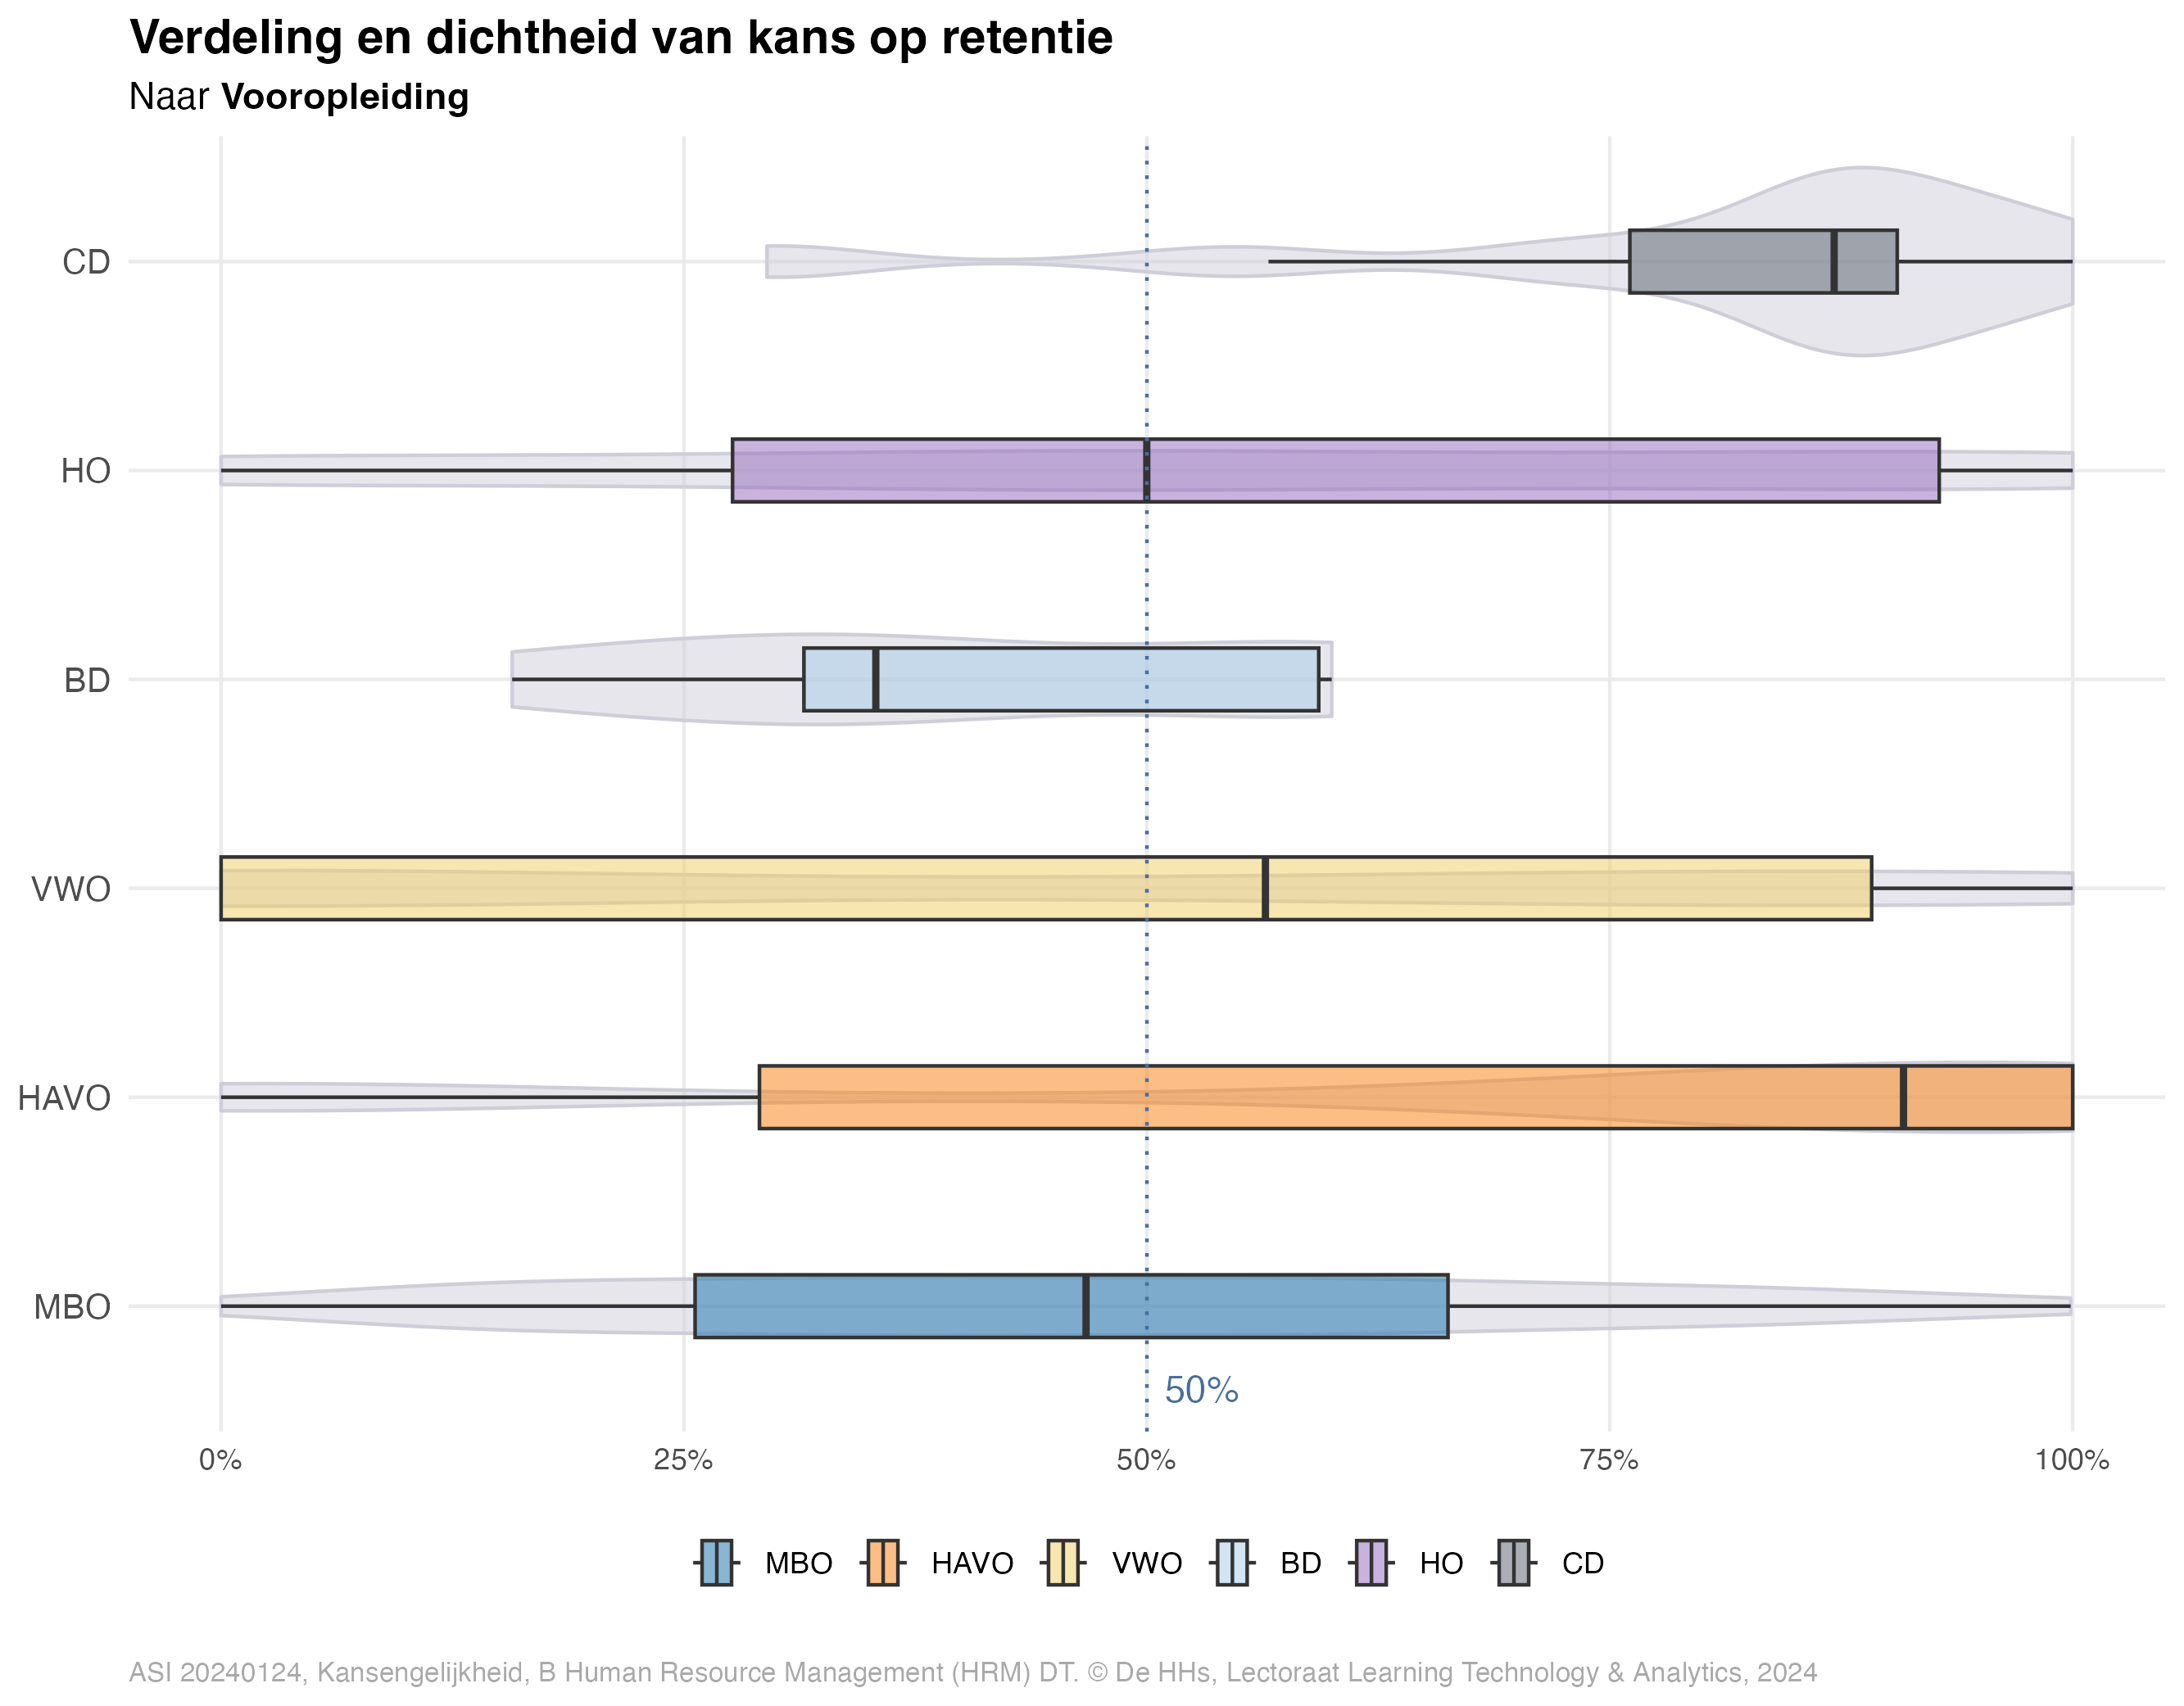 Verdeling en dichtheid van kans op retentie
Naar Vooropleiding
CD
HO
BD
VWO
HAVO
MBO
50%
0% 25% 50% 75% 100%
MBO HAVO VWO BD HO CD
ASI 20240124, Kansengelijkheid, B Human Resource Management (HRM) DT. © De HHs, Lectoraat Learning Technology & Analytics, 2024